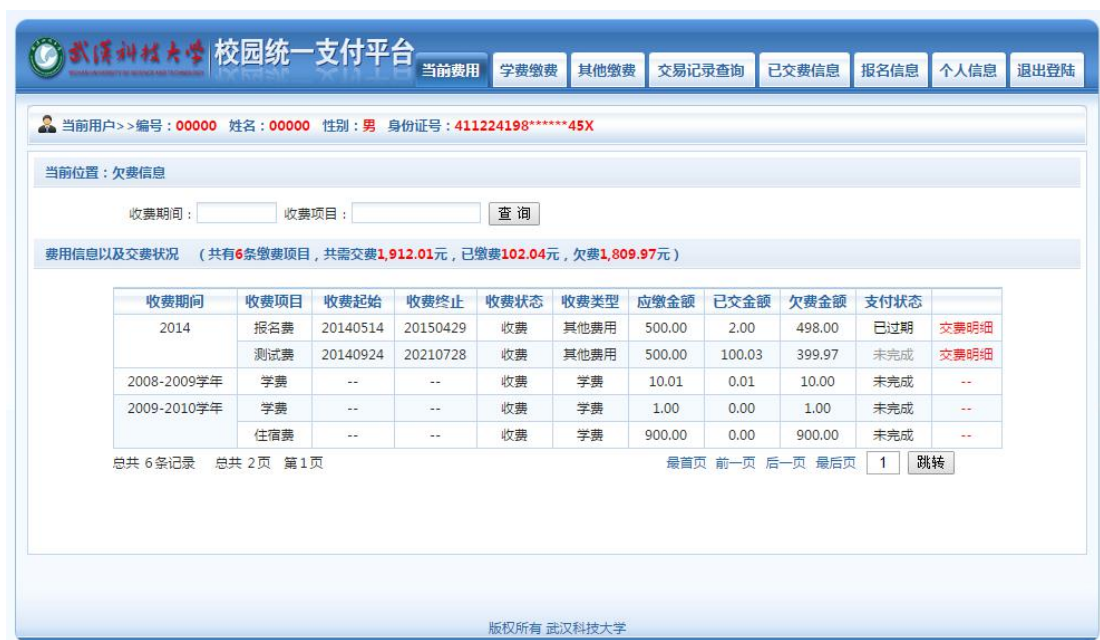 武汉科技大学 校园统一支付平台
当前费用 学费缴费 其他缴费 交易记录查询 已交费信息 报名信息 个人信息 退出登陆
当前用户>>编号：00000 姓名：00000 性别：男 身份证号：411224198******45X
当前位置：欠费信息
收费期间： 收费项目： 查 询
费用信息以及交费状况 （共有6条缴费项目，共需交费1,912.01元，已缴费102.04元，欠费1,809.97元）
收费期间 收费项目 收费起始 收费终止 收费状态 收费类型 应缴金额 已交金额 欠费金额 支付状态
2014 报名费 20140514 20150429 收费 其他费用 500.00 2.00 498.00 已过期 交费明细
测试费 20140924 20210728 收费 其他费用 500.00 100.03 399.97 未完成 交费明细
2008-2009学年 学费 -- -- 收费 学费 10.01 0.01 10.00 未完成 --
2009-2010学年 学费 -- -- 收费 学费 1.00 0.00 1.00 未完成 --
住宿费 -- -- 收费 学费 900.00 0.00 900.00 未完成 --
总共 6条记录 总共 2页 第1页 最首页 前一页 后一页 最后页 1 跳转
版权所有 武汉科技大学